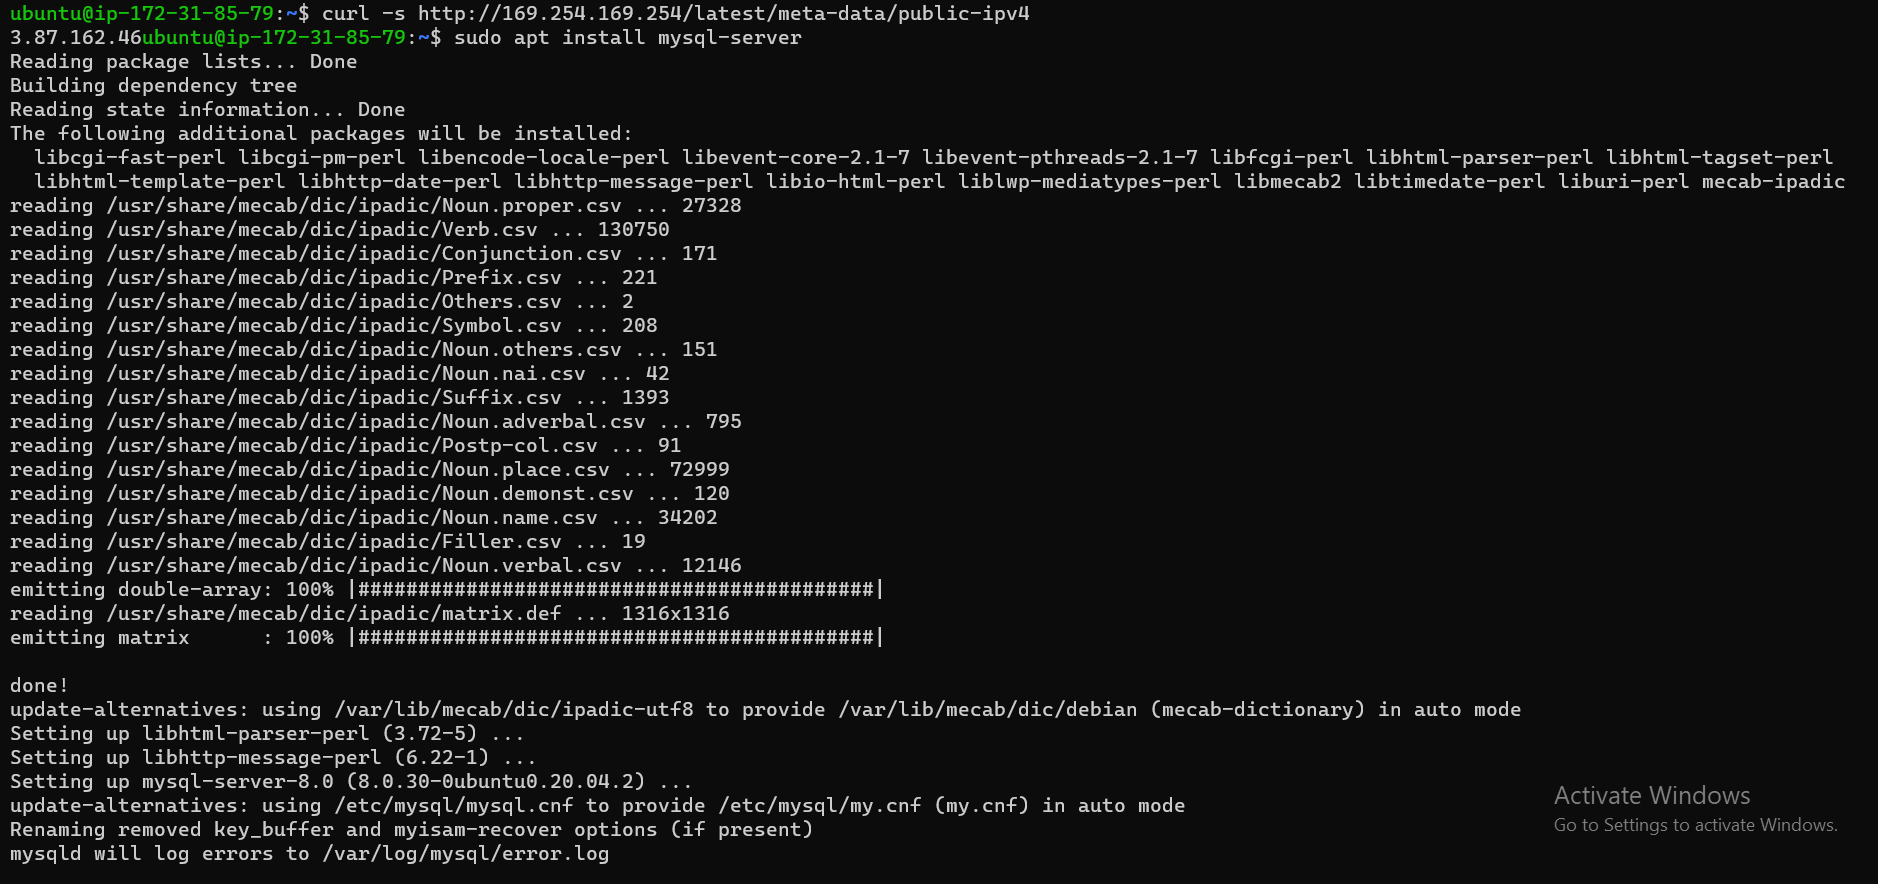 ubuntu@ip-172-31-85-79:~$ curl -s http://169.254.169.254/latest/meta-data/public-ipv4
3.87.162.46ubuntu@ip-172-31-85-79:~$ sudo apt install mysql-server
Reading package lists... Done
Building dependency tree
Reading state information... Done
The following additional packages will be installed:
  libcgi-fast-perl libcgi-pm-perl libencode-locale-perl libevent-core-2.1-7 libevent-pthreads-2.1-7 libfcgi-perl libhtml-parser-perl libhtml-tagset-perl
  libhtml-template-perl libhttp-date-perl libhttp-message-perl libio-html-perl liblwp-mediatypes-perl libmecab2 libtimedate-perl liburi-perl mecab-ipadic
reading /usr/share/mecab/dic/ipadic/Noun.proper.csv ... 27328
reading /usr/share/mecab/dic/ipadic/Verb.csv ... 130750
reading /usr/share/mecab/dic/ipadic/Conjunction.csv ... 171
reading /usr/share/mecab/dic/ipadic/Prefix.csv ... 221
reading /usr/share/mecab/dic/ipadic/Others.csv ... 2
reading /usr/share/mecab/dic/ipadic/Symbol.csv ... 208
reading /usr/share/mecab/dic/ipadic/Noun.others.csv ... 151
reading /usr/share/mecab/dic/ipadic/Noun.nai.csv ... 42
reading /usr/share/mecab/dic/ipadic/Suffix.csv ... 1393
reading /usr/share/mecab/dic/ipadic/Noun.adverbal.csv ... 795
reading /usr/share/mecab/dic/ipadic/Postp-col.csv ... 91
reading /usr/share/mecab/dic/ipadic/Noun.place.csv ... 72999
reading /usr/share/mecab/dic/ipadic/Noun.demonst.csv ... 120
reading /usr/share/mecab/dic/ipadic/Noun.name.csv ... 34202
reading /usr/share/mecab/dic/ipadic/Filler.csv ... 19
reading /usr/share/mecab/dic/ipadic/Noun.verbal.csv ... 12146
emitting double-array: 100% |###########################################|
reading /usr/share/mecab/dic/ipadic/matrix.def ... 1316x1316
emitting matrix      : 100% |###########################################|

done!
update-alternatives: using /var/lib/mecab/dic/ipadic-utf8 to provide /var/lib/mecab/dic/debian (mecab-dictionary) in auto mode
Setting up libhtml-parser-perl (3.72-5) ...
Setting up libhttp-message-perl (6.22-1) ...
Setting up mysql-server-8.0 (8.0.30-0ubuntu0.20.04.2) ...
update-alternatives: using /etc/mysql/mysql.cnf to provide /etc/mysql/my.cnf (my.cnf) in auto mode
Renaming removed key_buffer and myisam-recover options (if present)
mysqld will log errors to /var/log/mysql/error.log
Activate Windows
Go to Settings to activate Windows.